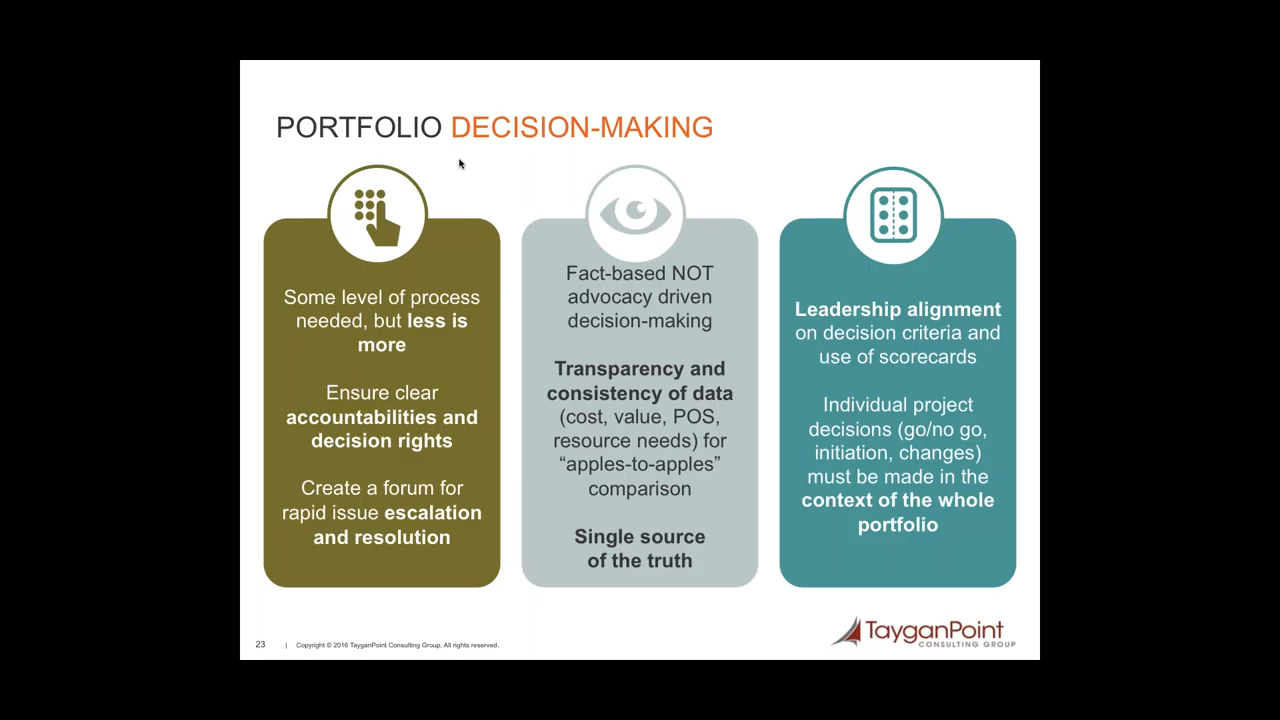 PORTFOLIO DECISION-MAKING
Some level of process
needed, but less is
more
Ensure clear
accountabilities and
decision rights
Create a forum for
rapid issue escalation
and resolution
Fact-based NOT
advocacy driven
decision-making
Transparency and
consistency of data
(cost, value, POS,
resource needs) for
“apples-to-apples”
comparison
Single source
of the truth
Leadership alignment
on decision criteria and
use of scorecards
Individual project
decisions (go/no go,
initiation, changes)
must be made in the
context of the whole
portfolio
23 | Copyright © 2016 TayganPoint Consulting Group. All rights reserved.
TayganPoint
CONSULTING GROUP